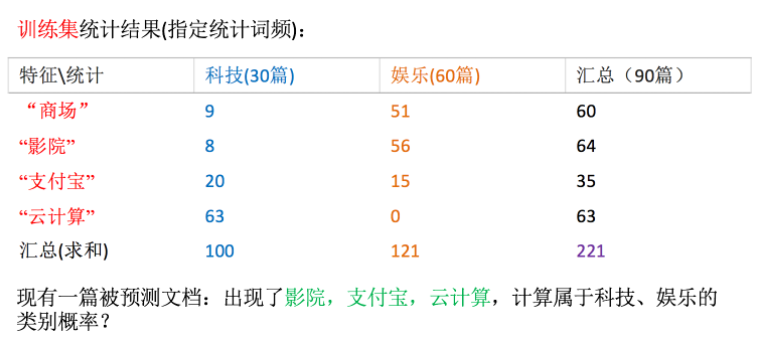 训练集统计结果(指定统计词频)：
特征\统计 科技(30篇) 娱乐(60篇) 汇总（90篇）
“商场” 9 51 60
“影院” 8 56 64
“支付宝” 20 15 35
“云计算” 63 0 63
汇总(求和) 100 121 221
现有一篇被预测文档：出现了影院，支付宝，云计算，计算属于科技、娱乐的
类别概率？